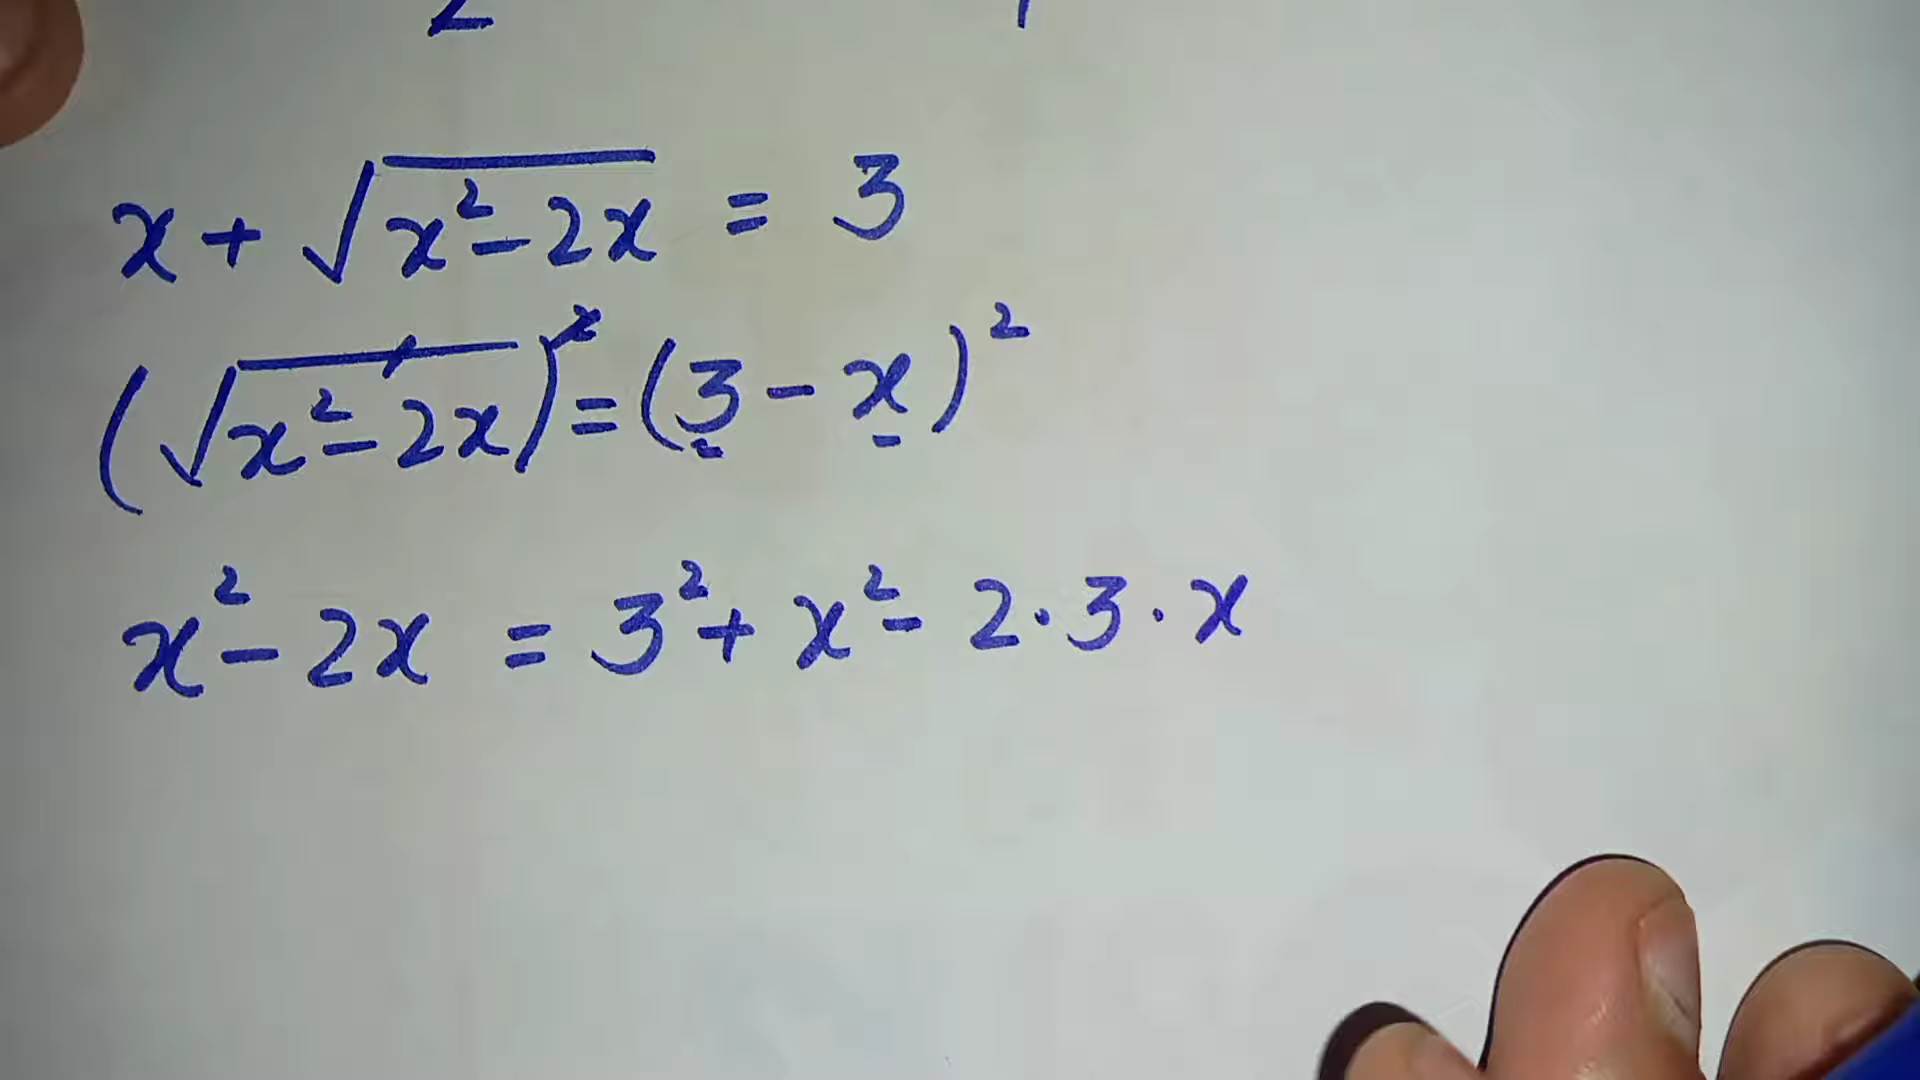 x + √(x² - 2x) = 3
(√(x² - 2x))² = (3 - x)²
x² - 2x = 3² + x² - 2 · 3 · x